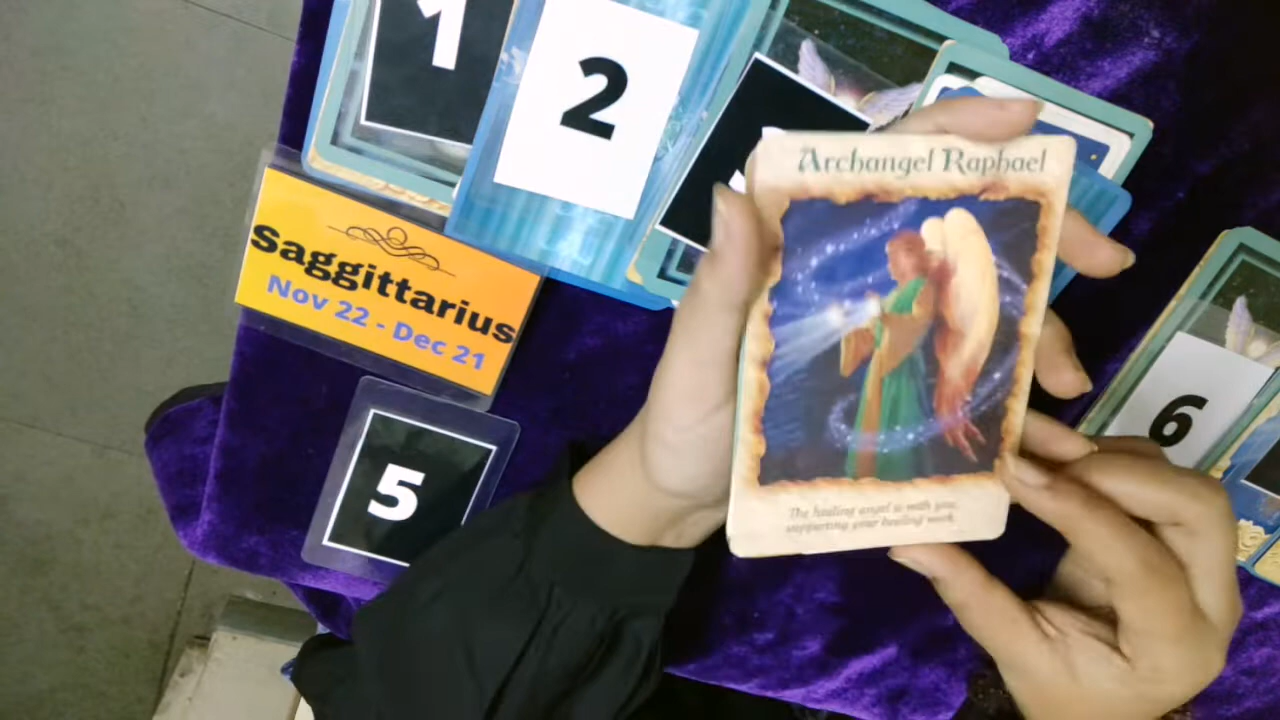 1
2
Saggittarius
Nov 22 - Dec 21
Archangel Raphael
The healing angel is with you,
supporting your healing work.
5
6